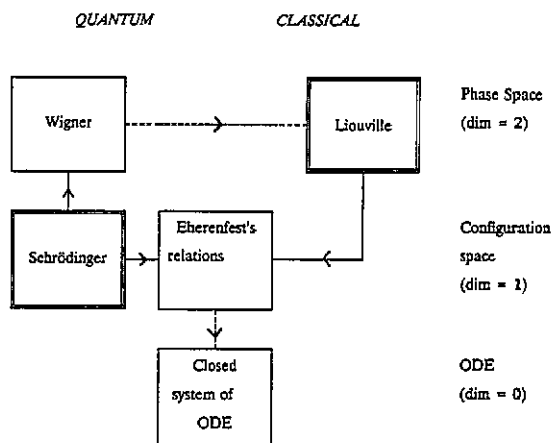 QUANTUM CLASSICAL
Wigner
Liouville
Phase Space
(dim = 2)
Schrödinger
Eherenfest's
relations
Configuration
space
(dim = 1)
Closed
system of
ODE
ODE
(dim = 0)